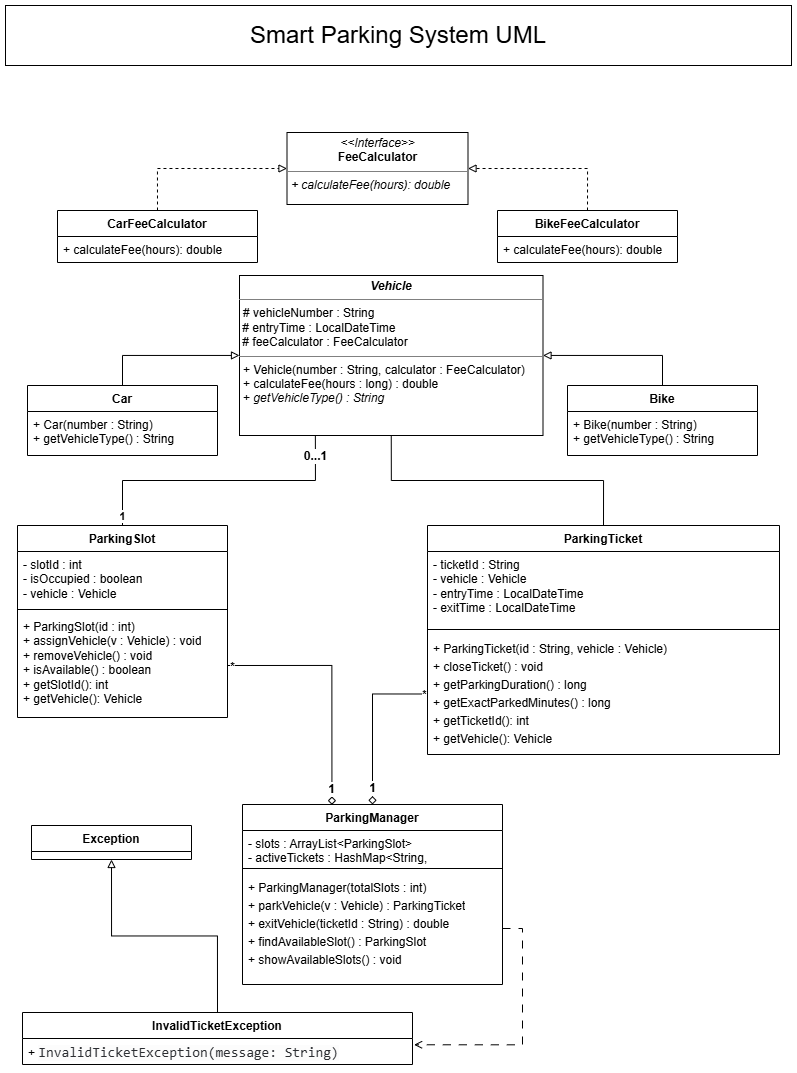 Smart Parking System UML
<<Interface>>
FeeCalculator
+ calculateFee(hours): double
CarFeeCalculator
+ calculateFee(hours): double
BikeFeeCalculator
+ calculateFee(hours): double
Vehicle
# vehicleNumber : String
# entryTime : LocalDateTime
# feeCalculator : FeeCalculator
+ Vehicle(number : String, calculator : FeeCalculator)
+ calculateFee(hours : long) : double
+ getVehicleType() : String
Car
+ Car(number : String)
+ getVehicleType() : String
Bike
+ Bike(number : String)
+ getVehicleType() : String
0...1
1
ParkingSlot
- slotId : int
- isOccupied : boolean
- vehicle : Vehicle
+ ParkingSlot(id : int)
+ assignVehicle(v : Vehicle) : void
+ removeVehicle() : void
+ isAvailable() : boolean
+ getSlotId(): int
+ getVehicle(): Vehicle
ParkingTicket
- ticketId : String
- vehicle : Vehicle
- entryTime : LocalDateTime
- exitTime : LocalDateTime
+ ParkingTicket(id : String, vehicle : Vehicle)
+ closeTicket() : void
+ getParkingDuration() : long
+ getExactParkedMinutes() : long
+ getTicketId(): int
+ getVehicle(): Vehicle
*
*
1
1
ParkingManager
- slots : ArrayList<ParkingSlot>
- activeTickets : HashMap<String,
+ ParkingManager(totalSlots : int)
+ parkVehicle(v : Vehicle) : ParkingTicket
+ exitVehicle(ticketId : String) : double
+ findAvailableSlot() : ParkingSlot
+ showAvailableSlots() : void
Exception
InvalidTicketException
+ InvalidTicketException(message: String)